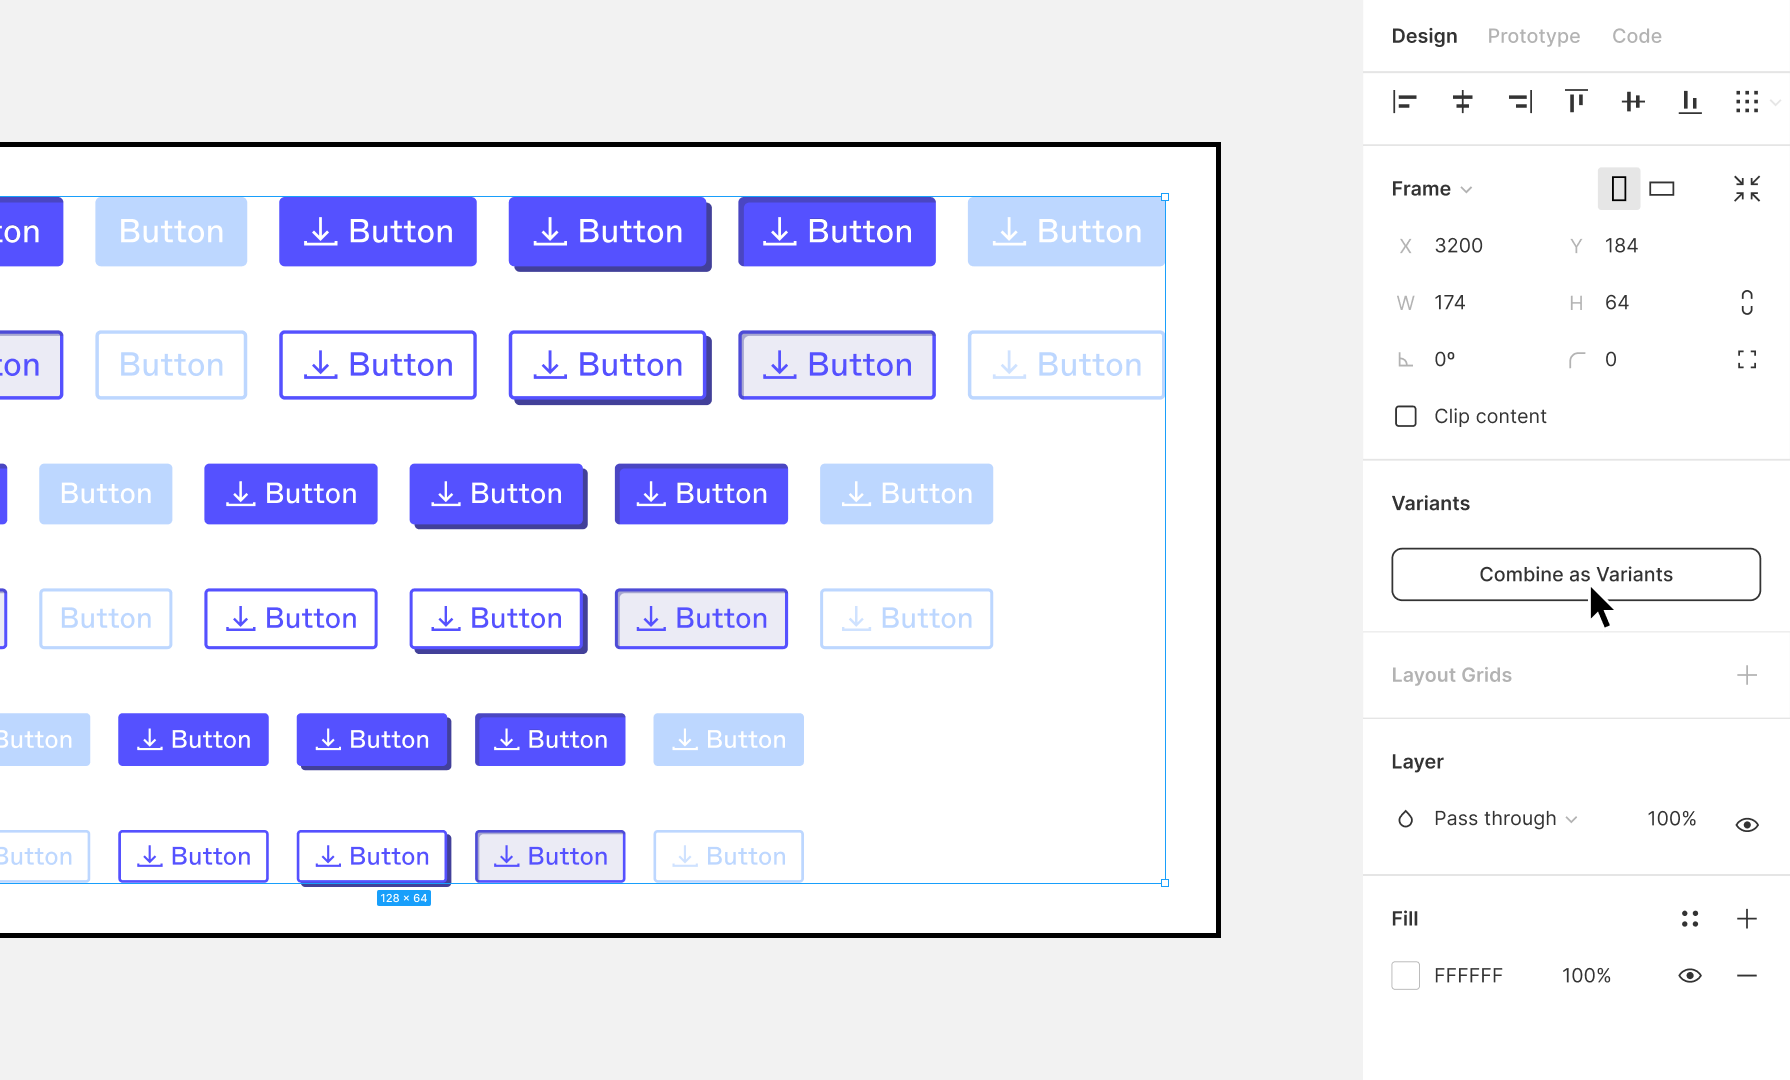 Design Prototype Code
ton Button Button Button Button Button
Frame
X 3200 Y 184
W 174 H 64
ton Button Button Button Button Button
0º 0
Clip content
Button Button Button Button Button
Variants
Combine as Variants
Button Button Button Button Button
Layout Grids
Button Button Button Button Button
Layer
Pass through 100%
Button Button Button Button Button
128 × 64
Fill
FFFFFF 100%